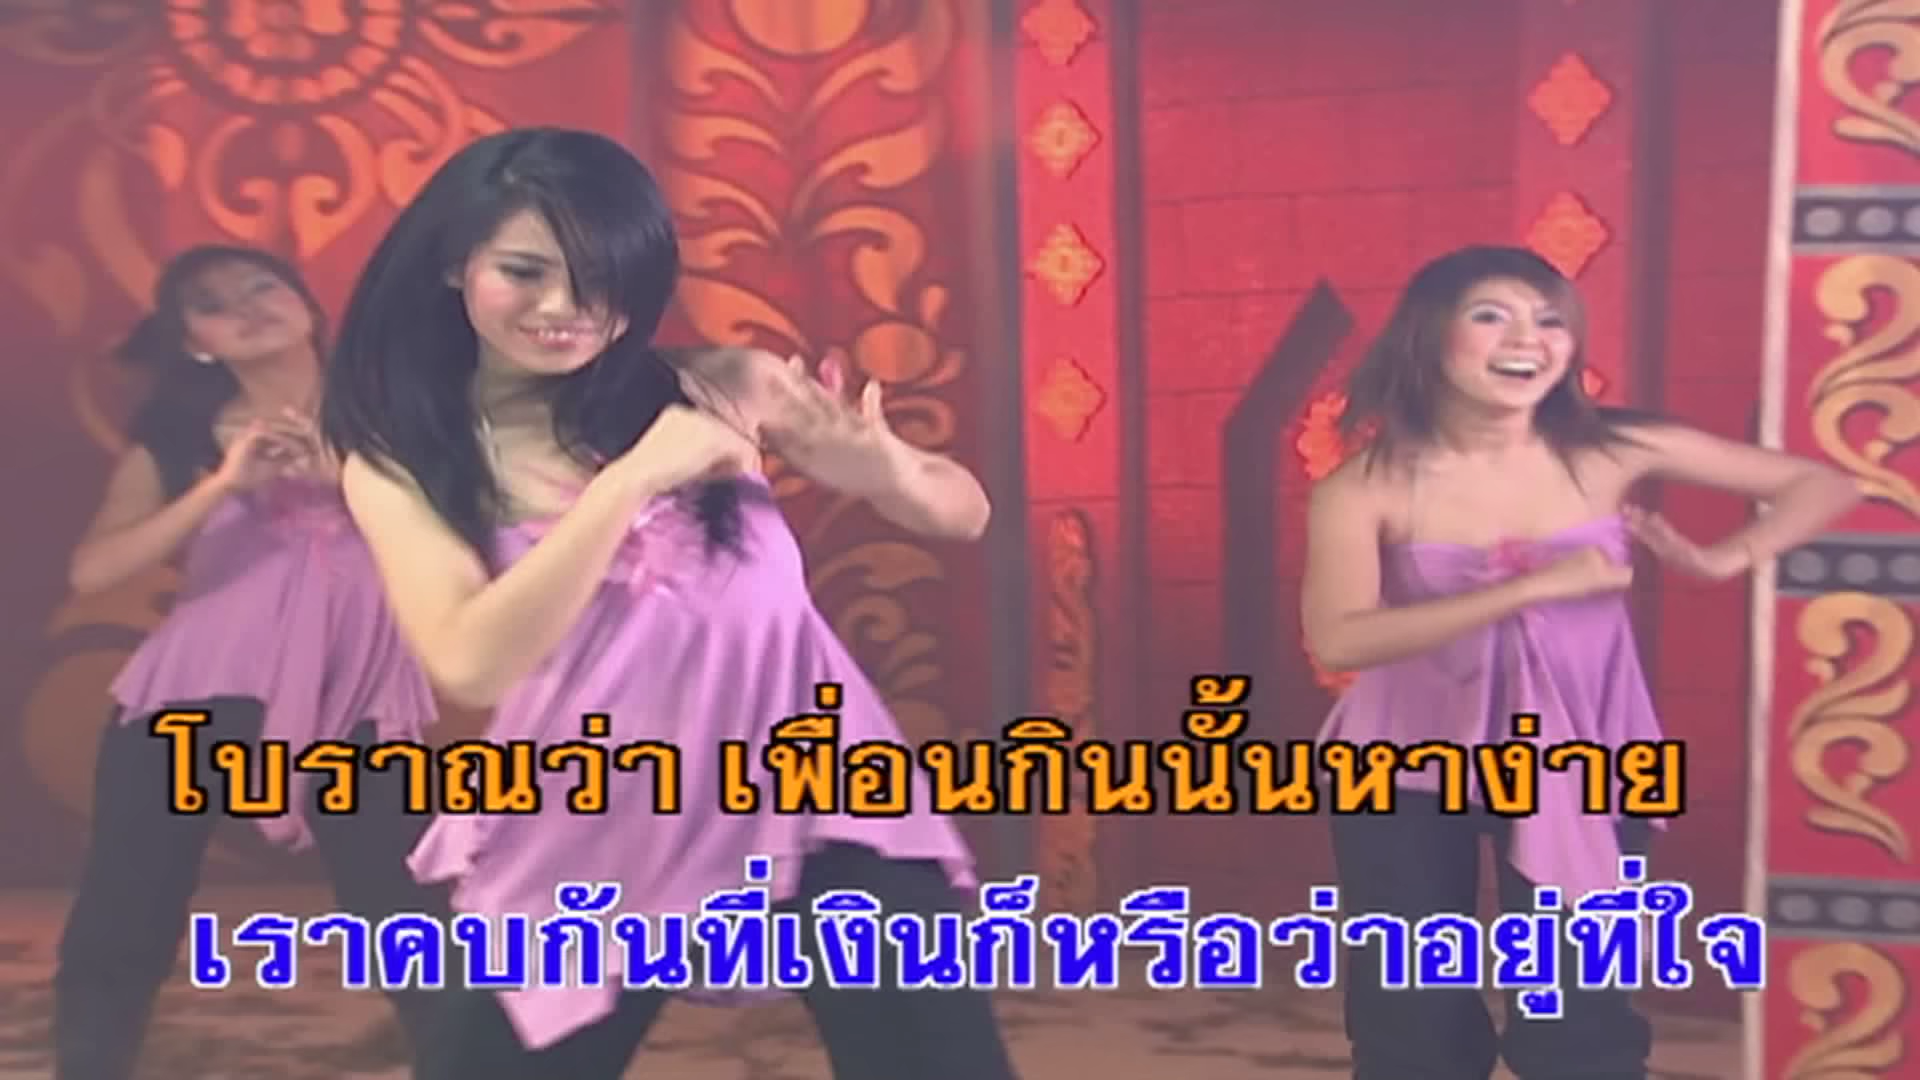 โบราณว่า เพื่อนกินนั้นหาง่าย
เราคบกันที่เงินก็หรือว่าอยู่ที่ใจ